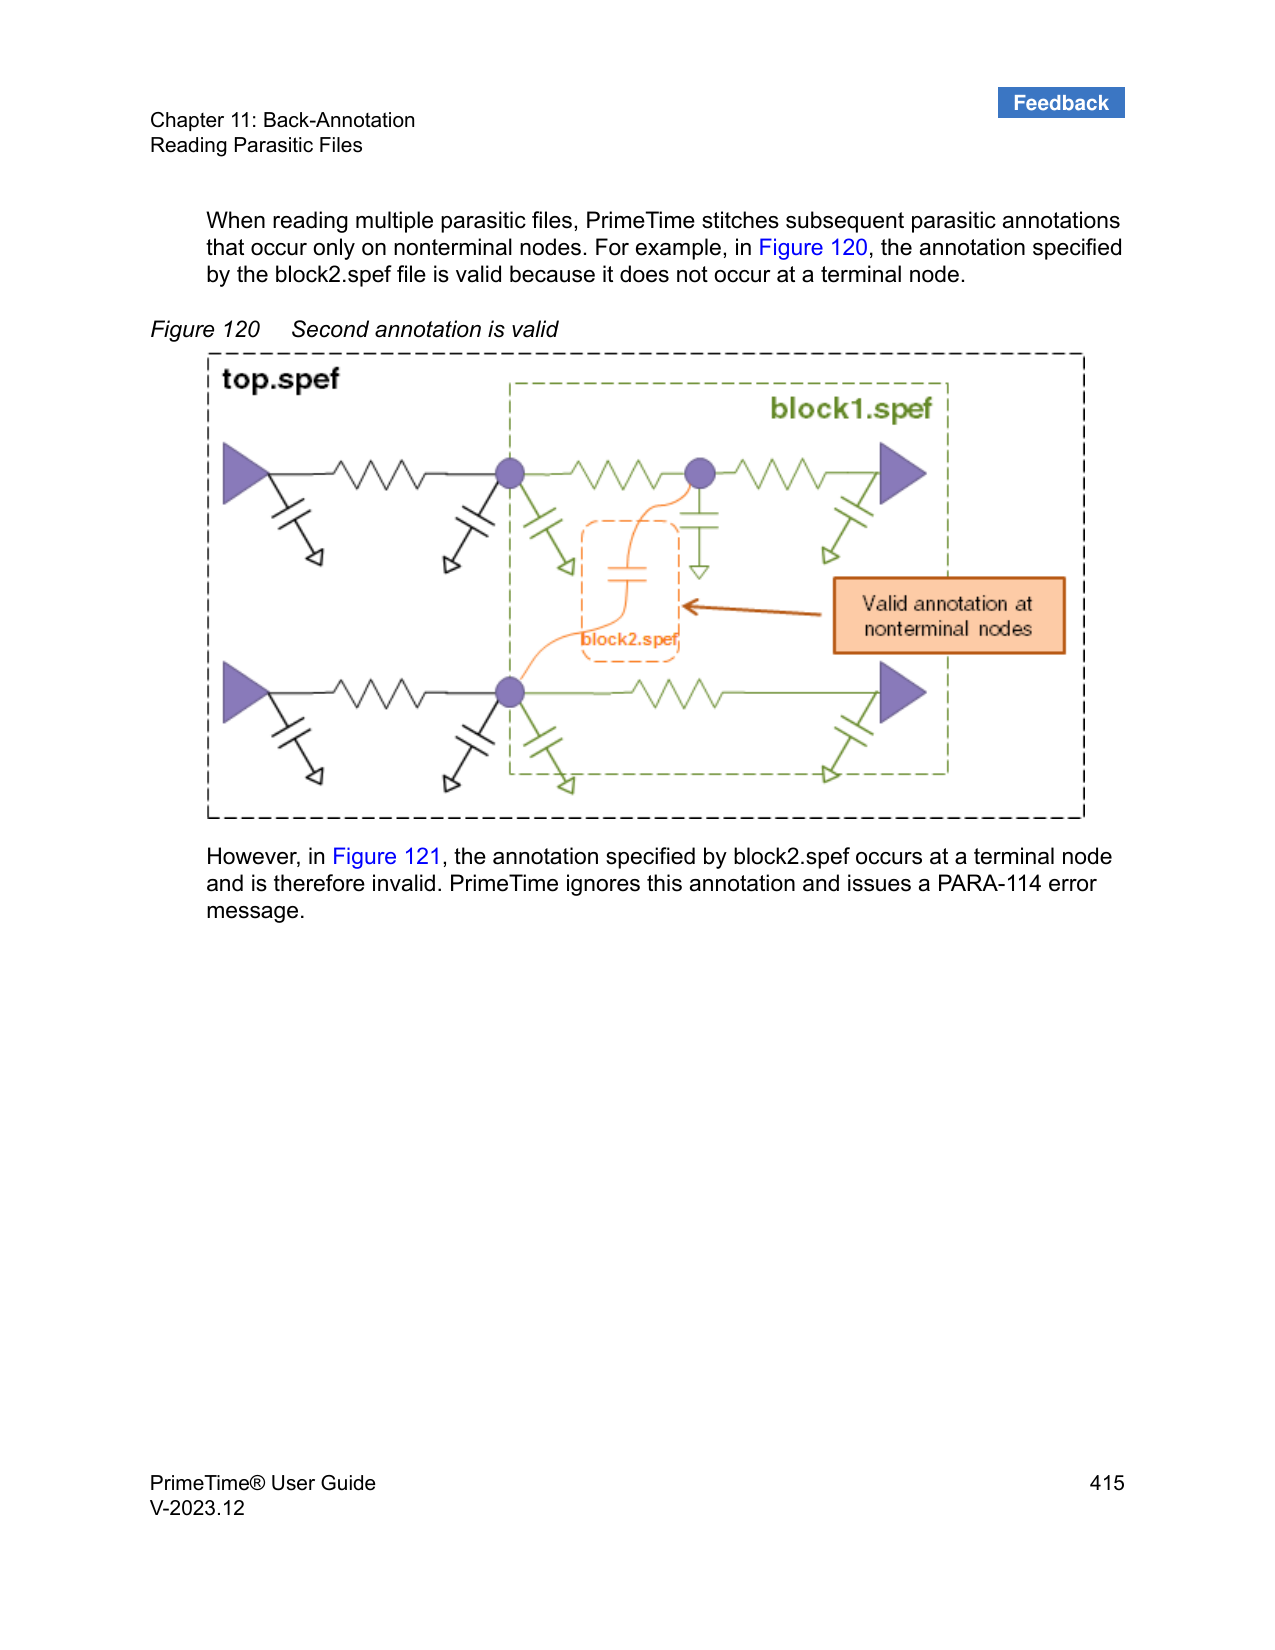 Feedback
Chapter 11: Back-Annotation
Reading Parasitic Files
When reading multiple parasitic files, PrimeTime stitches subsequent parasitic annotations
that occur only on nonterminal nodes. For example, in Figure 120, the annotation specified
by the block2.spef file is valid because it does not occur at a terminal node.
Figure 120 Second annotation is valid
top.spef
block1.spef
Valid annotation at
nonterminal nodes
block2.spef
However, in Figure 121, the annotation specified by block2.spef occurs at a terminal node
and is therefore invalid. PrimeTime ignores this annotation and issues a PARA-114 error
message.
PrimeTime® User Guide
V-2023.12
415